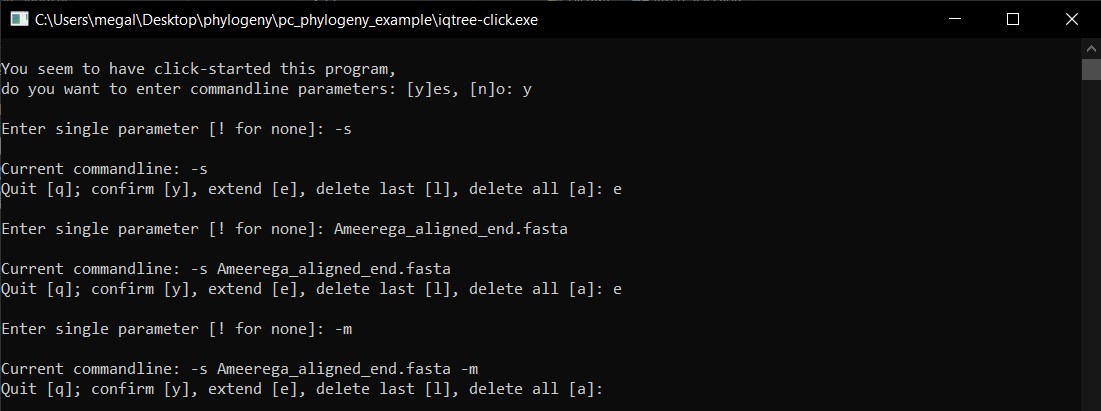 C:\Users\megal\Desktop\phylogeny\pc_phylogeny_example\iqtree-click.exe
You seem to have click-started this program,
do you want to enter commandline parameters: [y]es, [n]o: y
Enter single parameter [! for none]: -s
Current commandline: -s
Quit [q]; confirm [y], extend [e], delete last [l], delete all [a]: e
Enter single parameter [! for none]: Ameerega_aligned_end.fasta
Current commandline: -s Ameerega_aligned_end.fasta
Quit [q]; confirm [y], extend [e], delete last [l], delete all [a]: e
Enter single parameter [! for none]: -m
Current commandline: -s Ameerega_aligned_end.fasta -m
Quit [q]; confirm [y], extend [e], delete last [l], delete all [a]: